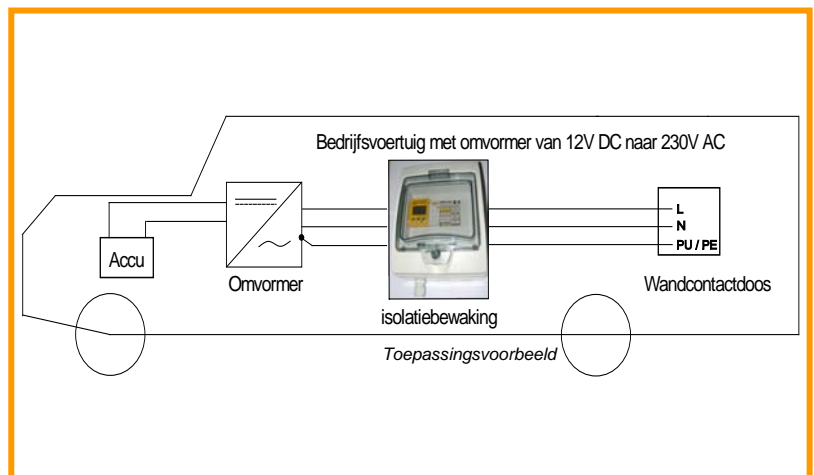 Bedrijfsvoertuig met omvormer van 12V DC naar 230V AC
L
N
PU / PE
Accu
Omvormer
Wandcontactdoos
isolatiebewaking
Toepassingsvoorbeeld